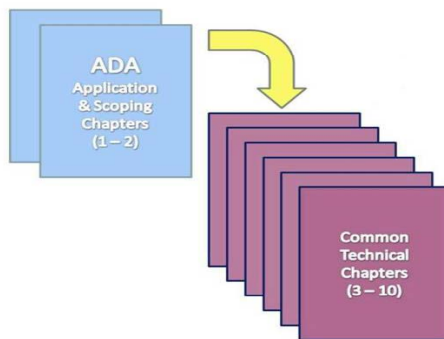 ADA
Application
& Scoping
Chapters
(1 – 2)
Common
Technical
Chapters
(3 – 10)